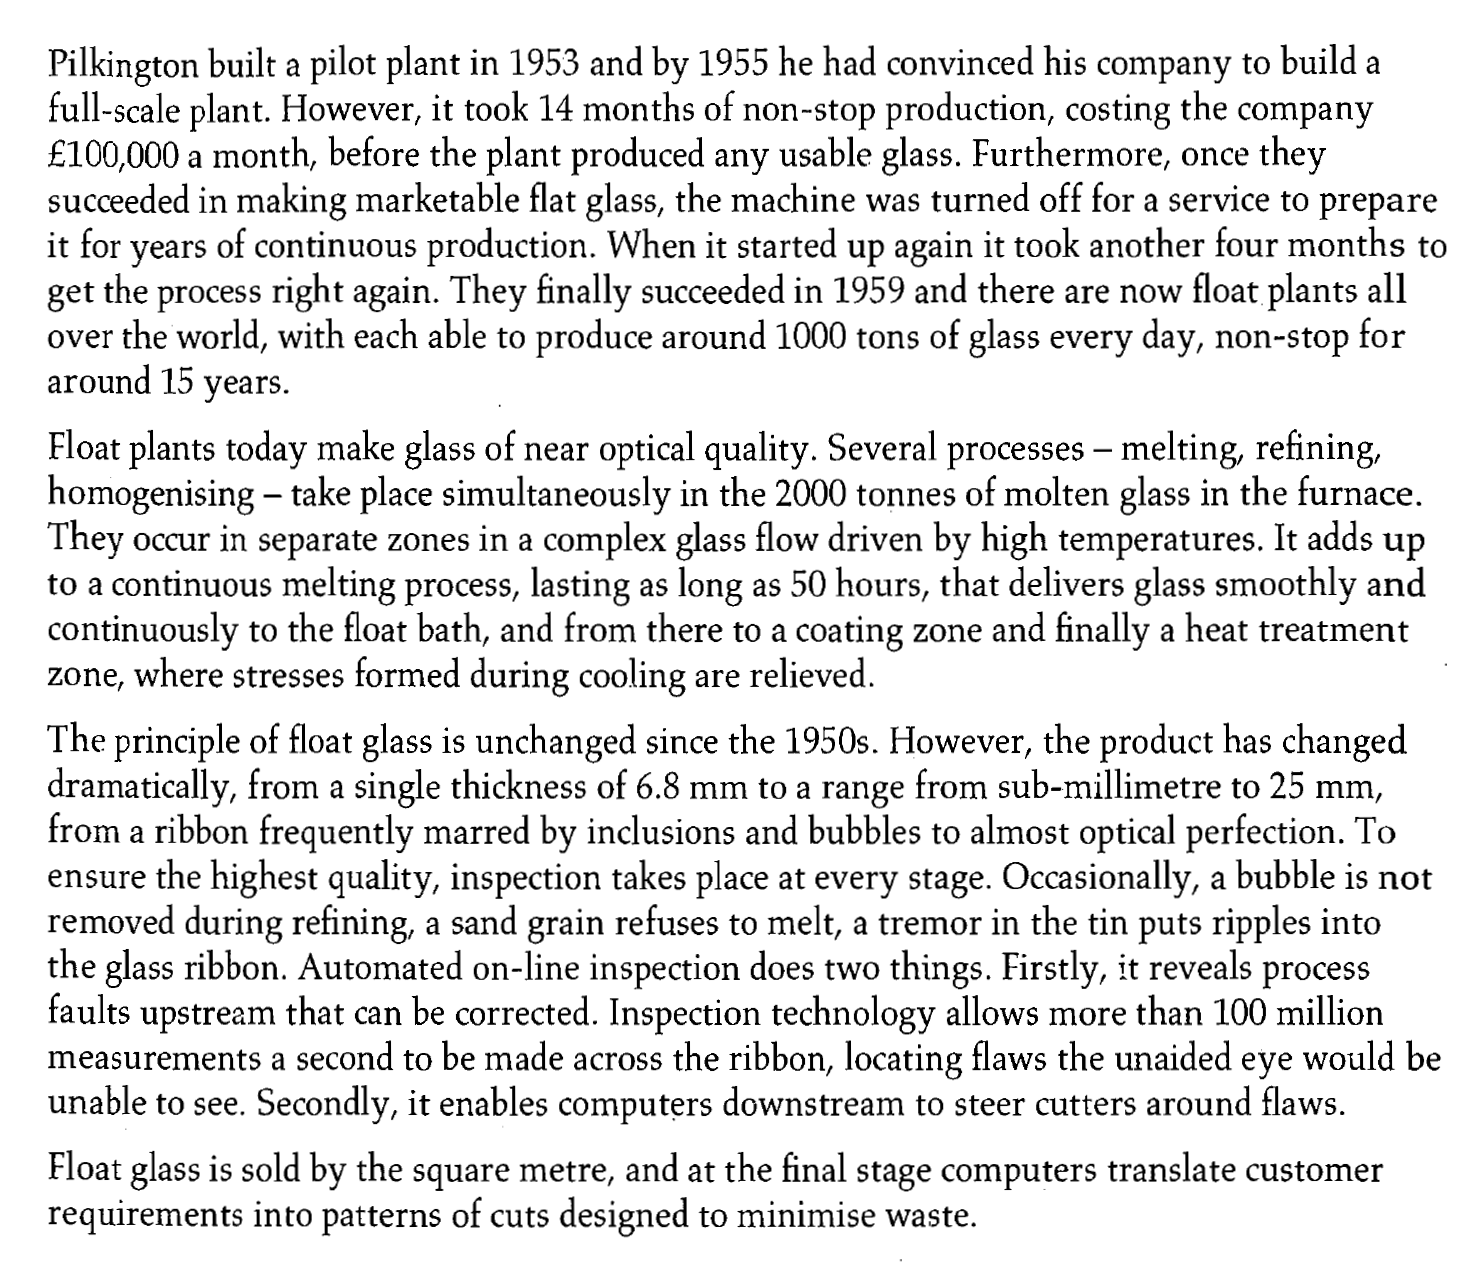 Pilkington built a pilot plant in 1953 and by 1955 he had convinced his company to build a
full-scale plant. However, it took 14 months of non-stop production, costing the company
£100,000 a month, before the plant produced any usable glass. Furthermore, once they
succeeded in making marketable flat glass, the machine was turned off for a service to prepare
it for years of continuous production. When it started up again it took another four months to
get the process right again. They finally succeeded in 1959 and there are now float plants all
over the world, with each able to produce around 1000 tons of glass every day, non-stop for
around 15 years.
Float plants today make glass of near optical quality. Several processes – melting, refining,
homogenising – take place simultaneously in the 2000 tonnes of molten glass in the furnace.
They occur in separate zones in a complex glass flow driven by high temperatures. It adds up
to a continuous melting process, lasting as long as 50 hours, that delivers glass smoothly and
continuously to the float bath, and from there to a coating zone and finally a heat treatment
zone, where stresses formed during cooling are relieved.
The principle of float glass is unchanged since the 1950s. However, the product has changed
dramatically, from a single thickness of 6.8 mm to a range from sub-millimetre to 25 mm,
from a ribbon frequently marred by inclusions and bubbles to almost optical perfection. To
ensure the highest quality, inspection takes place at every stage. Occasionally, a bubble is not
removed during refining, a sand grain refuses to melt, a tremor in the tin puts ripples into
the glass ribbon. Automated on-line inspection does two things. Firstly, it reveals process
faults upstream that can be corrected. Inspection technology allows more than 100 million
measurements a second to be made across the ribbon, locating flaws the unaided eye would be
unable to see. Secondly, it enables computers downstream to steer cutters around flaws.
Float glass is sold by the square metre, and at the final stage computers translate customer
requirements into patterns of cuts designed to minimise waste.